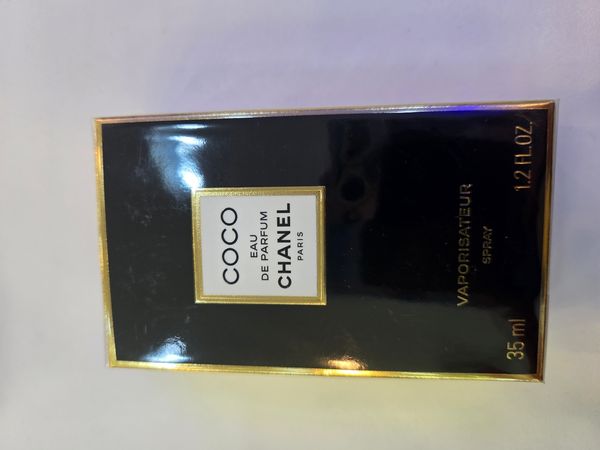 COCO
EAU
DE PARFUM
CHANEL
PARIS
VAPORISATEUR
SPRAY
35 ml 1.2 FL.OZ.